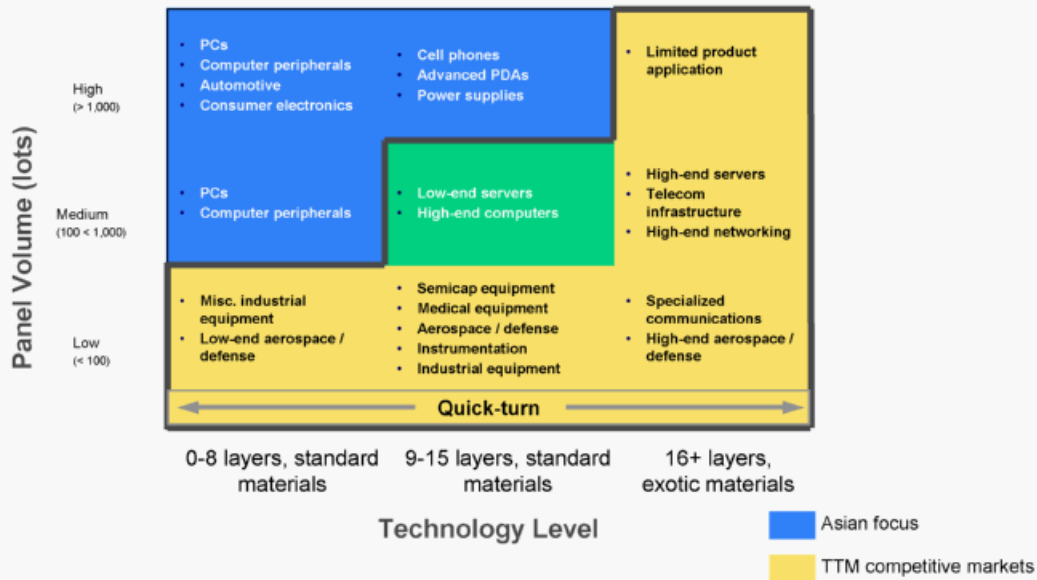 Panel Volume (lots)
High
(> 1,000)
• PCs
• Computer peripherals
• Automotive
• Consumer electronics
• Cell phones
• Advanced PDAs
• Power supplies
• Limited product
application
Medium
(100 < 1,000)
• PCs
• Computer peripherals
• Low-end servers
• High-end computers
• High-end servers
• Telecom
infrastructure
• High-end networking
Low
(< 100)
• Misc. industrial
equipment
• Low-end aerospace /
defense
• Semicap equipment
• Medical equipment
• Aerospace / defense
• Instrumentation
• Industrial equipment
• Specialized
communications
• High-end aerospace /
defense
Quick-turn
0-8 layers, standard
materials
9-15 layers, standard
materials
16+ layers,
exotic materials
Technology Level
Asian focus
TTM competitive markets